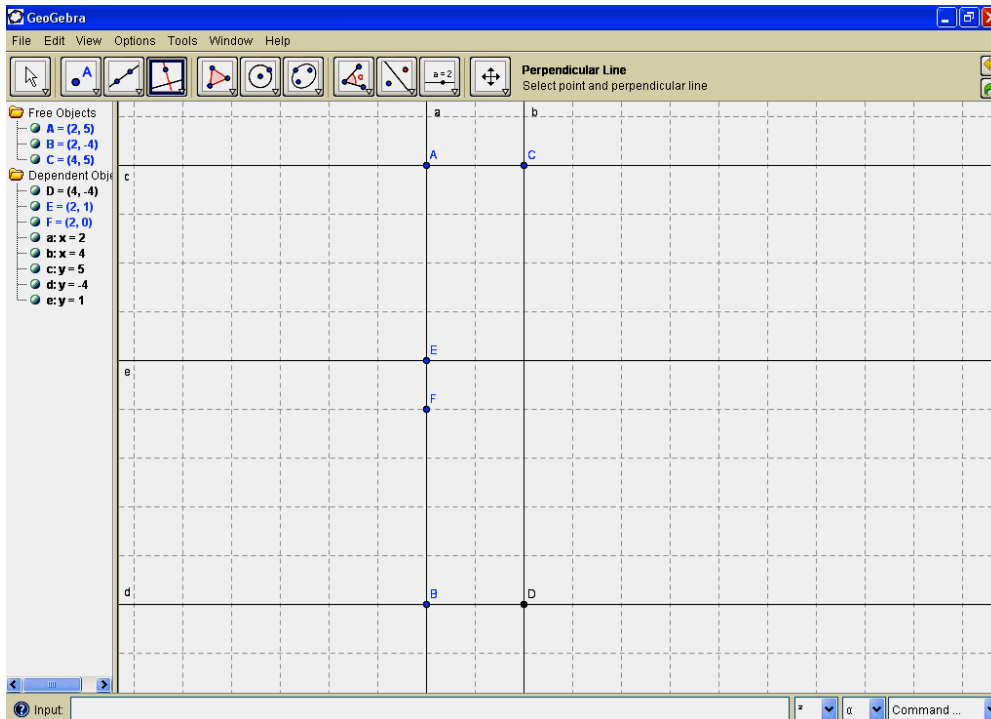 GeoGebra
File Edit View Options Tools Window Help
A
a=2
Perpendicular Line
Select point and perpendicular line
Free Objects
A = (2, 5)
B = (2, -4)
C = (4, 5)
Dependent Obje
D = (4, -4)
E = (2, 1)
F = (2, 0)
a: x = 2
b: x = 4
c: y = 5
d: y = -4
e: y = 1
a b
A C
c
E
e
F
d B D
Input:
² α Command ...